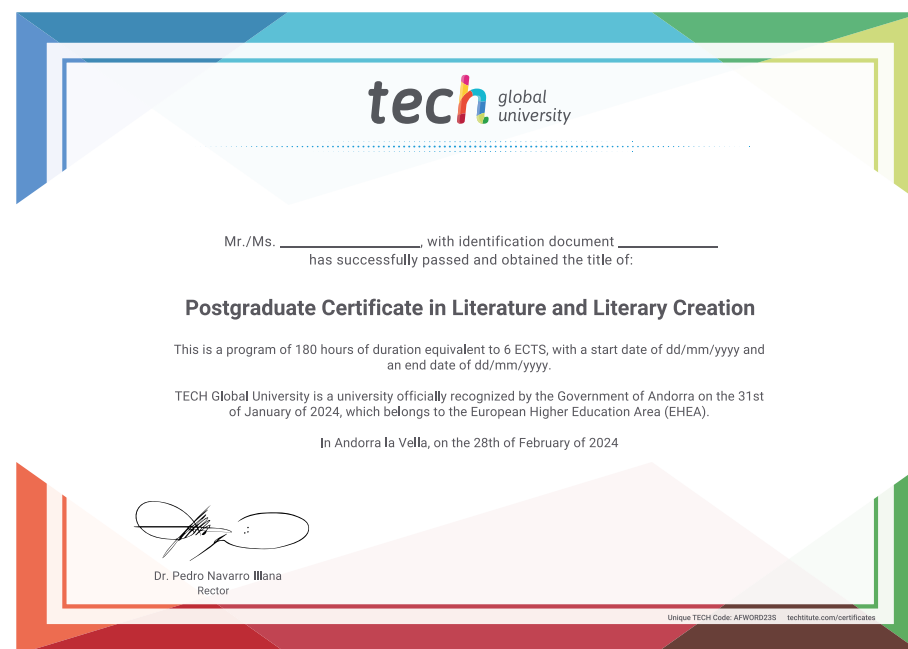 tech global
university
Mr./Ms. ____________, with identification document ____________
has successfully passed and obtained the title of:
Postgraduate Certificate in Literature and Literary Creation
This is a program of 180 hours of duration equivalent to 6 ECTS, with a start date of dd/mm/yyyy and
an end date of dd/mm/yyyy.
TECH Global University is a university officially recognized by the Government of Andorra on the 31st
of January of 2024, which belongs to the European Higher Education Area (EHEA).
In Andorra la Vella, on the 28th of February of 2024
Dr. Pedro Navarro Illana
Rector
Unique TECH Code: AFWORD23S techtitute.com/certificates